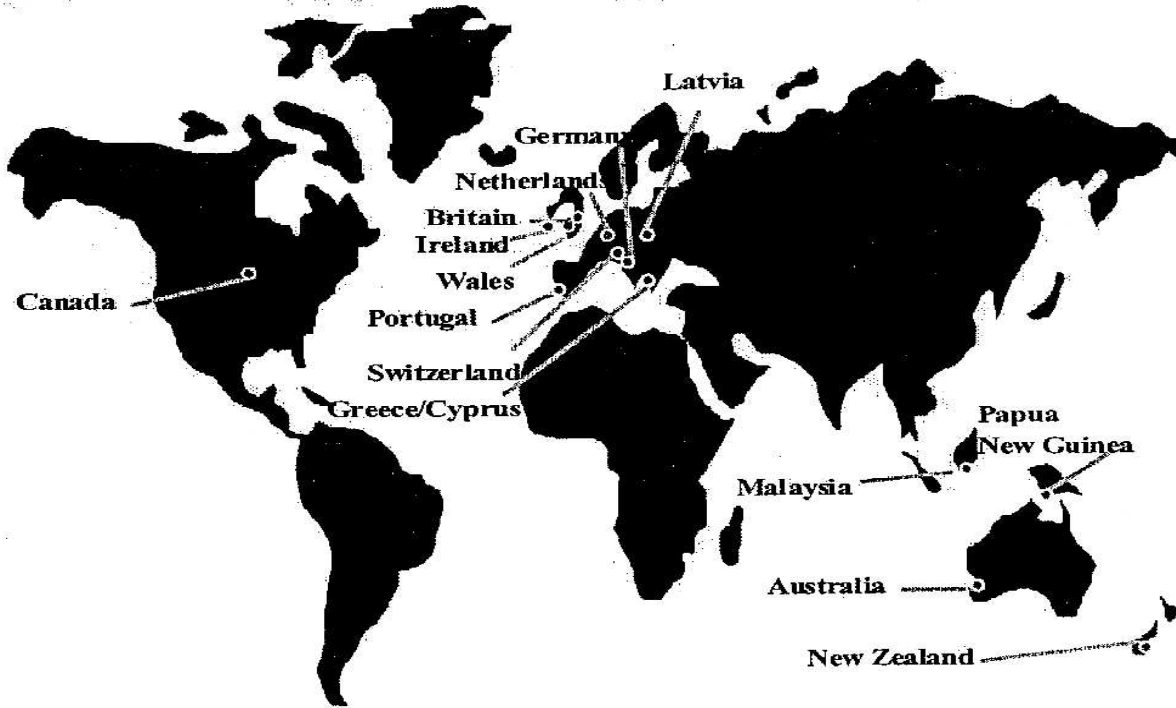 Latvia
Germany
Netherlands
Britain
Ireland
Wales
Canada
Portugal
Switzerland
Greece/Cyprus
Papua
New Guinea
Malaysia
Australia
New Zealand